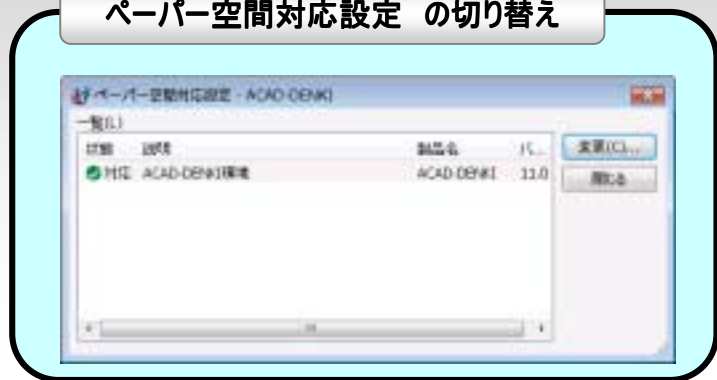 ペーパー空間対応設定 の切り替え
ペーパー空間対応設定 - ACAD-DENKI
一覧(L)
状態 説明 製品名 バ...
変更(C)...
対応 ACAD-DENKI環境 ACAD-DENKI 11.0
閉じる